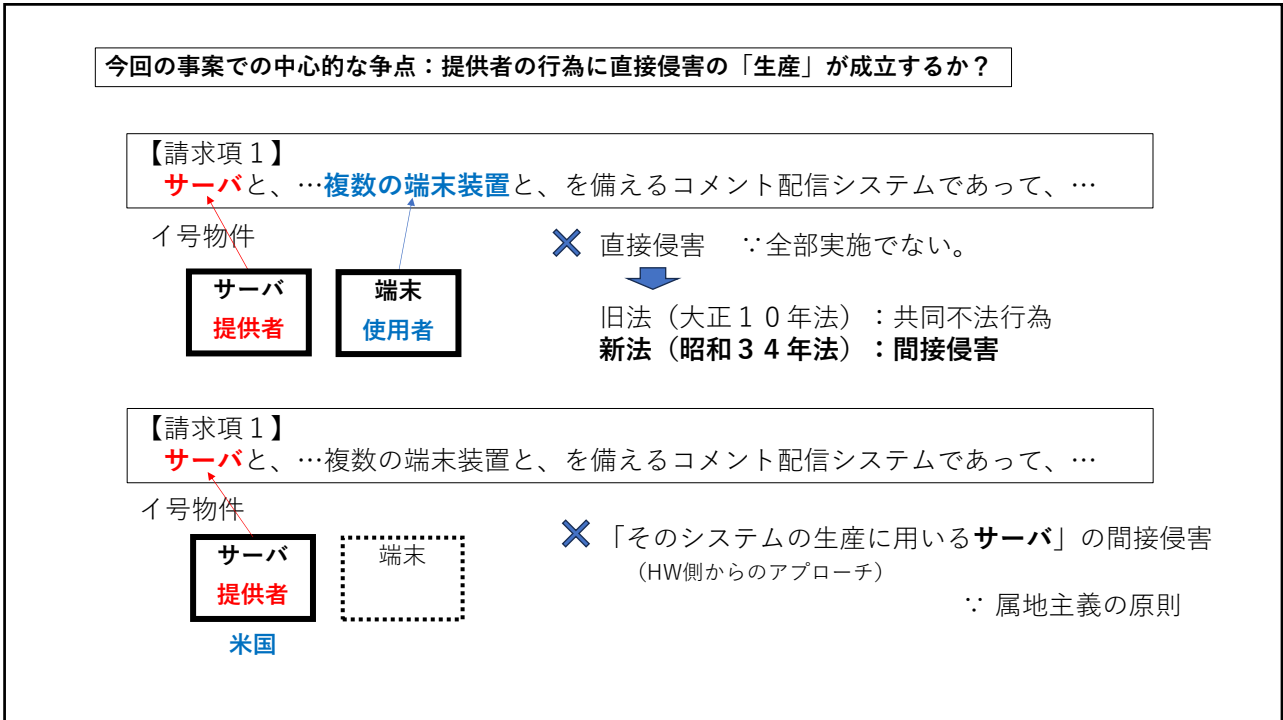 今回の事案での中心的な争点：提供者の行為に直接侵害の「生産」が成立するか？
【請求項１】
サーバと、…複数の端末装置と、を備えるコメント配信システムであって、…
イ号物件
サーバ
提供者
端末
使用者
直接侵害　∵全部実施でない。
旧法（大正１０年法）：共同不法行為
新法（昭和３４年法）：間接侵害
【請求項１】
サーバと、…複数の端末装置と、を備えるコメント配信システムであって、…
イ号物件
サーバ
提供者
端末
米国
「そのシステムの生産に用いるサーバ」の間接侵害
（HW側からのアプローチ）
∵ 属地主義の原則